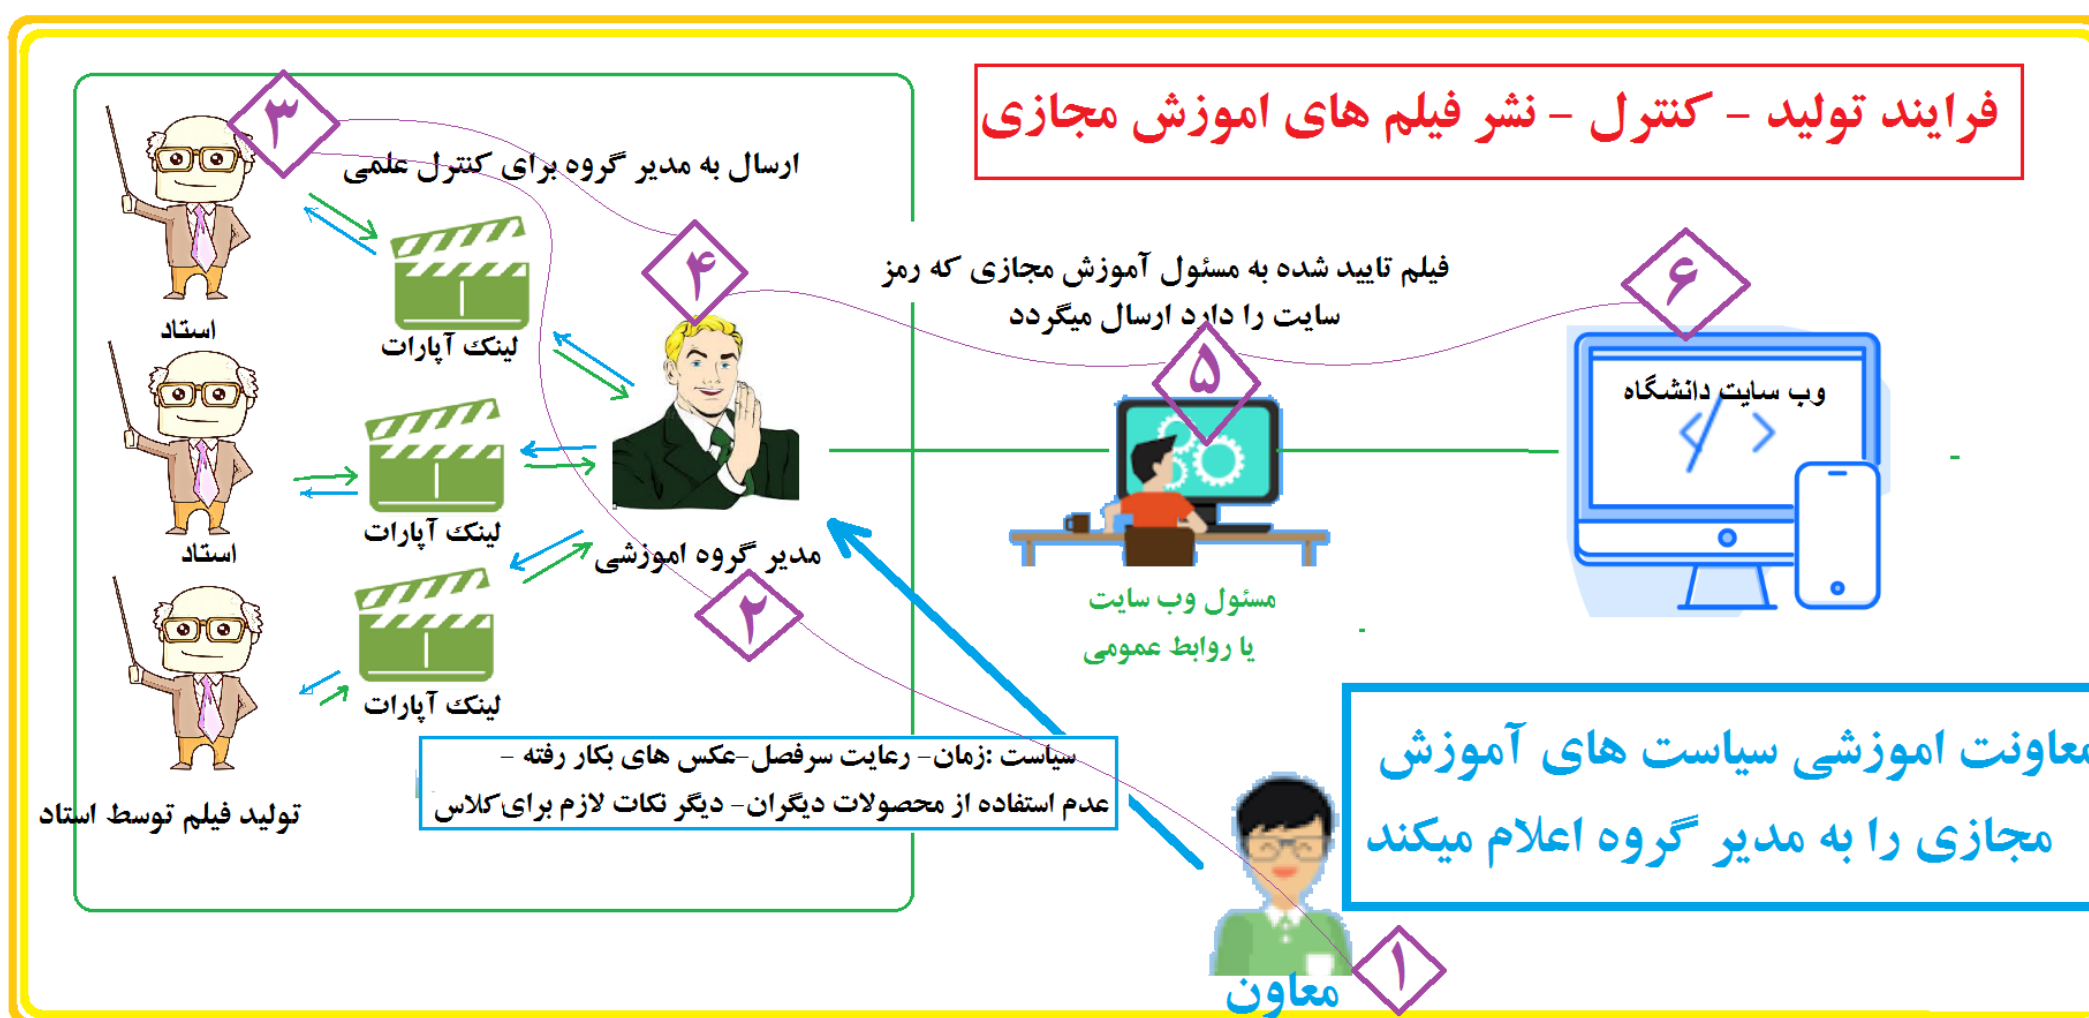 فرایند تولید - کنترل - نشر فیلم های اموزش مجازی
۳
ارسال به مدیر گروه برای کنترل علمی
استاد
لینک آپارات
۴
فیلم تایید شده به مسئول آموزش مجازی که رمز
سایت را دارد ارسال میگردد
۶
وب سایت دانشگاه
۵
استاد
لینک آپارات
مدیر گروه اموزشی
۲
مسئول وب سایت
یا روابط عمومی
لینک آپارات
تولید فیلم توسط استاد
سیاست :زمان- رعایت سرفصل-عکس های بکار رفته -
عدم استفاده از محصولات دیگران- دیگر نکات لازم برای کلاس
معاونت اموزشی سیاست های آموزش
مجازی را به مدیر گروه اعلام میکند
۱
معاون